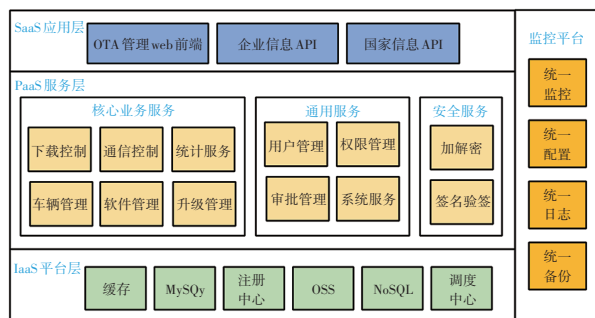 SaaS应用层
OTA管理web前端
企业信息API
国家信息API
PaaS服务层
核心业务服务
下载控制
通信控制
统计服务
车辆管理
软件管理
升级管理
通用服务
用户管理
权限管理
审批管理
系统服务
安全服务
加解密
签名验签
IaaS平台层
缓存
MySQy
注册
中心
OSS
NoSQL
调度
中心
监控平台
统一
监控
统一
配置
统一
日志
统一
备份